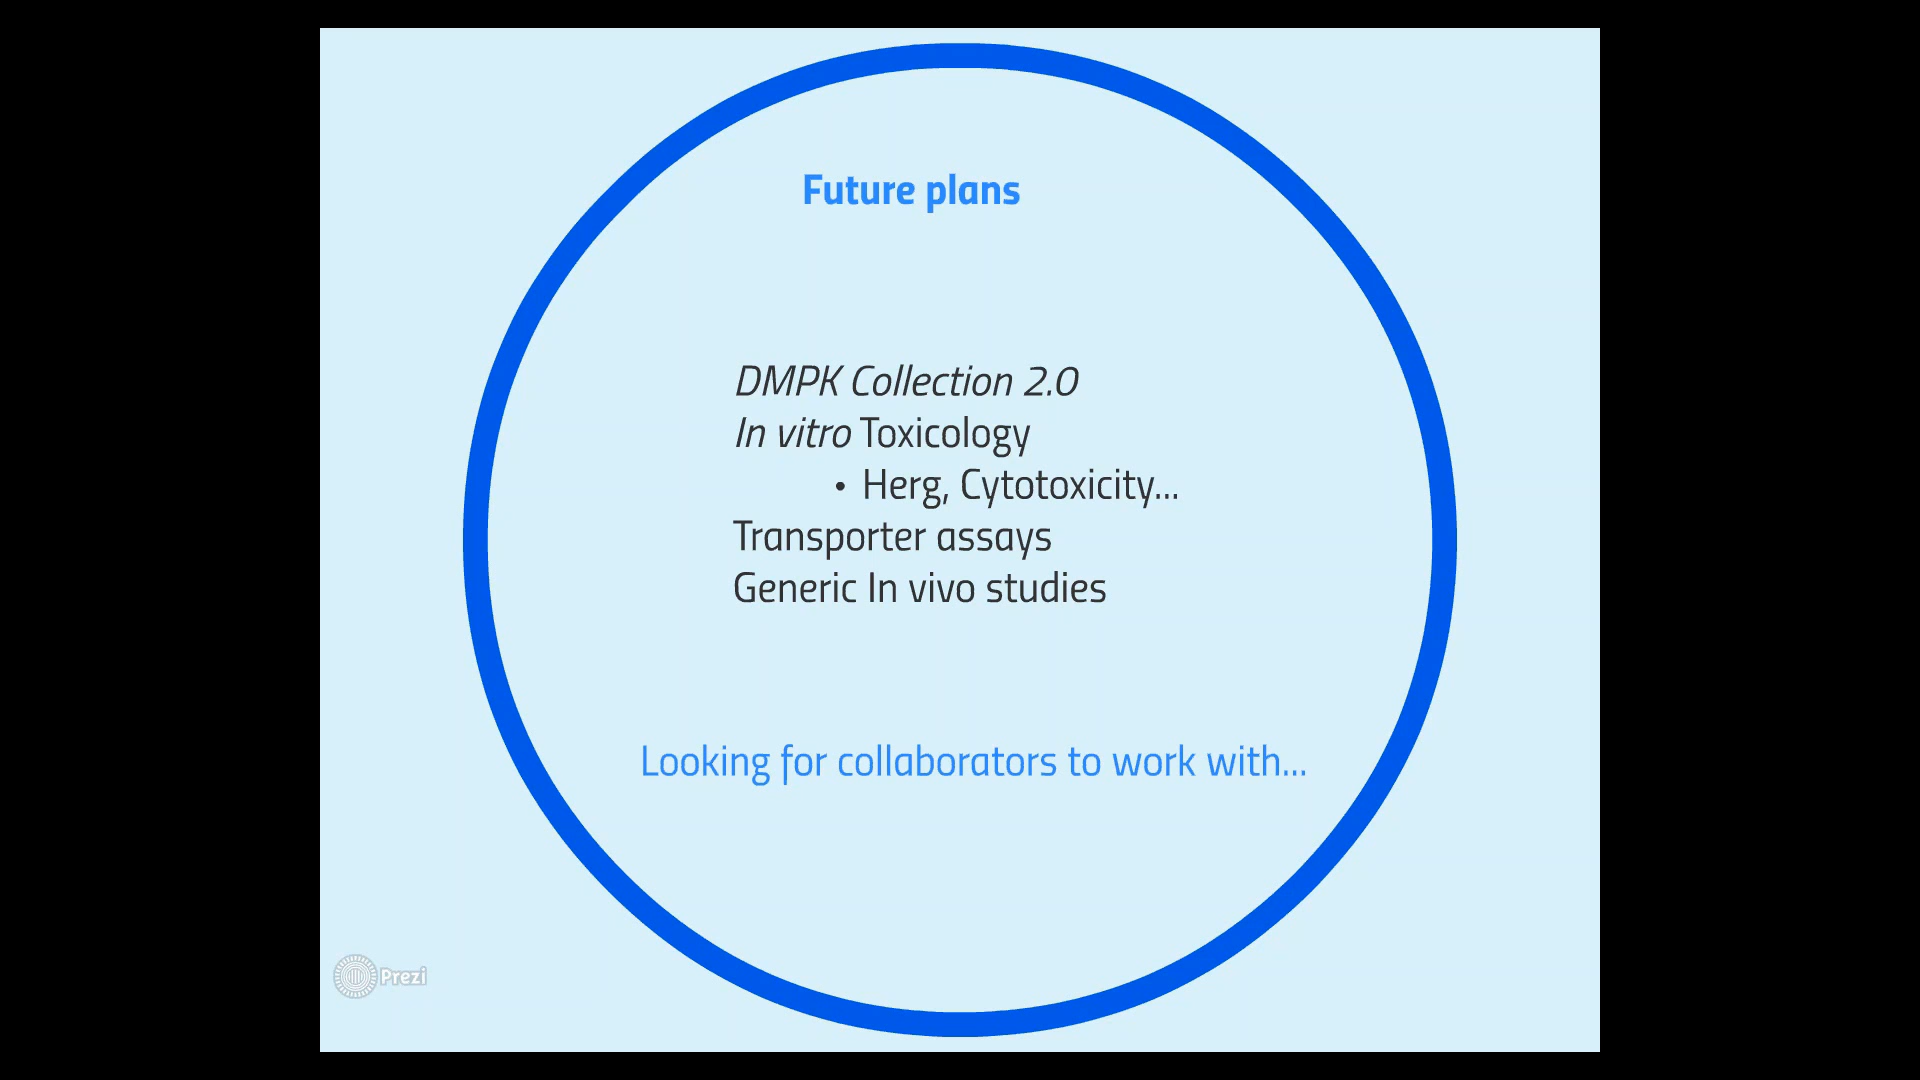 Future plans
DMPK Collection 2.0
In vitro Toxicology
• Herg, Cytotoxicity...
Transporter assays
Generic In vivo studies
Looking for collaborators to work with...
Prezi